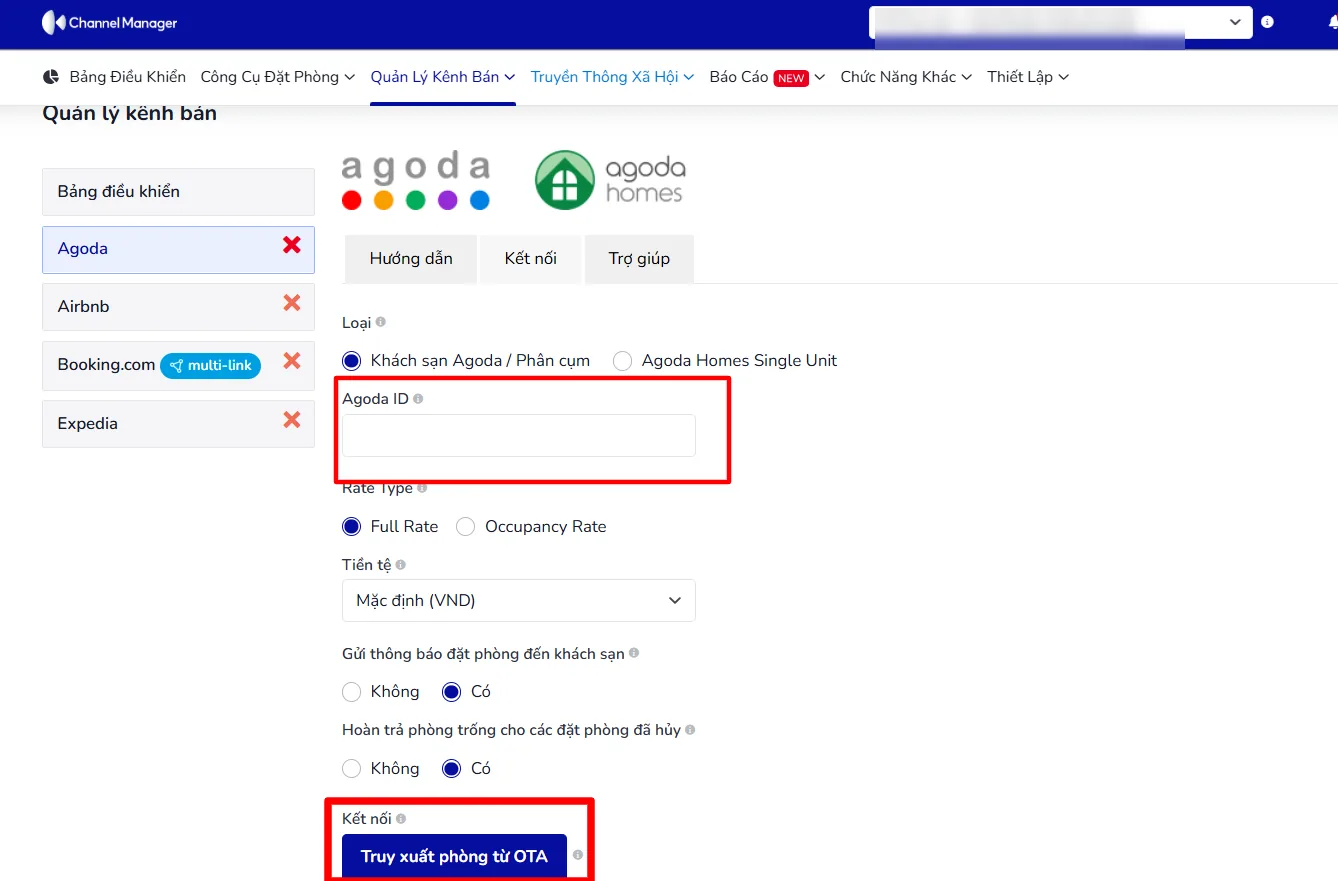 Channel Manager
Bảng Điều Khiển Công Cụ Đặt Phòng Quản Lý Kênh Bán Truyền Thông Xã Hội Báo Cáo NEW Chức Năng Khác Thiết Lập
Quản lý kênh bán
Bảng điều khiển
Agoda
Airbnb
Booking.com multi-link
Expedia
agoda
agoda
homes
Hướng dẫn Kết nối Trợ giúp
Loại
Khách sạn Agoda / Phân cụm Agoda Homes Single Unit
Agoda ID
Rate Type
Full Rate Occupancy Rate
Tiền tệ
Mặc định (VND)
Gửi thông báo đặt phòng đến khách sạn
Không Có
Hoàn trả phòng trống cho các đặt phòng đã hủy
Không Có
Kết nối
Truy xuất phòng từ OTA